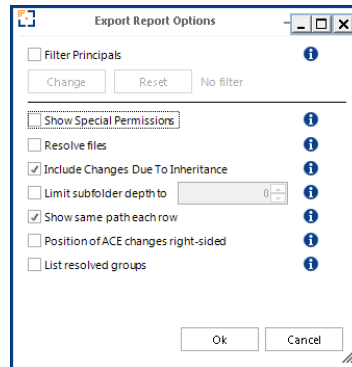 Export Report Options
Filter Principals
Change Reset No filter
Show Special Permissions
Resolve files
Include Changes Due To Inheritance
Limit subfolder depth to 0
Show same path each row
Position of ACE changes right-sided
List resolved groups
Ok Cancel